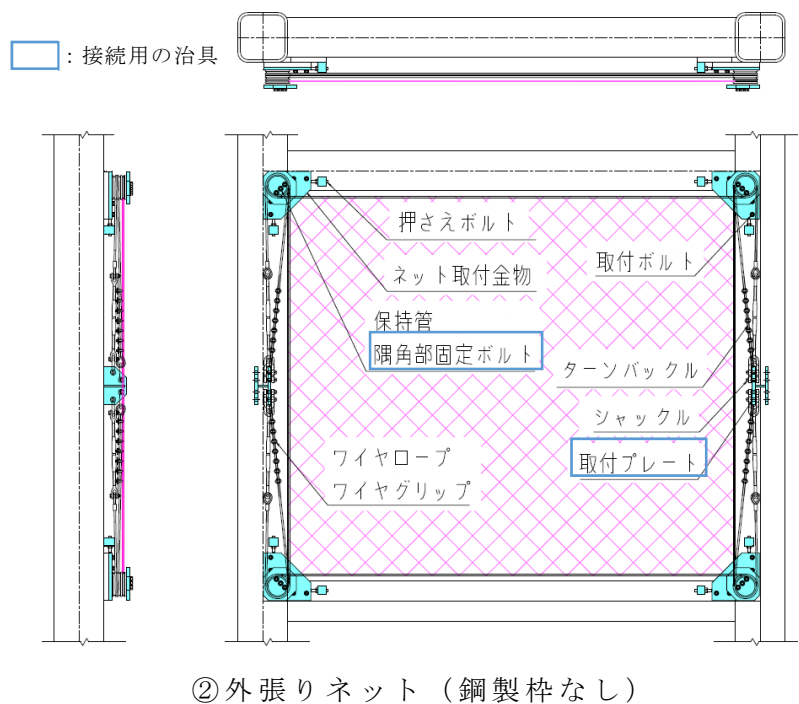 ：接続用の治具
押さえボルト
ネット取付金物
取付ボルト
保持管
隅角部固定ボルト
ターンバックル
シャックル
取付プレート
ワイヤロープ
ワイヤグリップ
②外張りネット（鋼製枠なし）